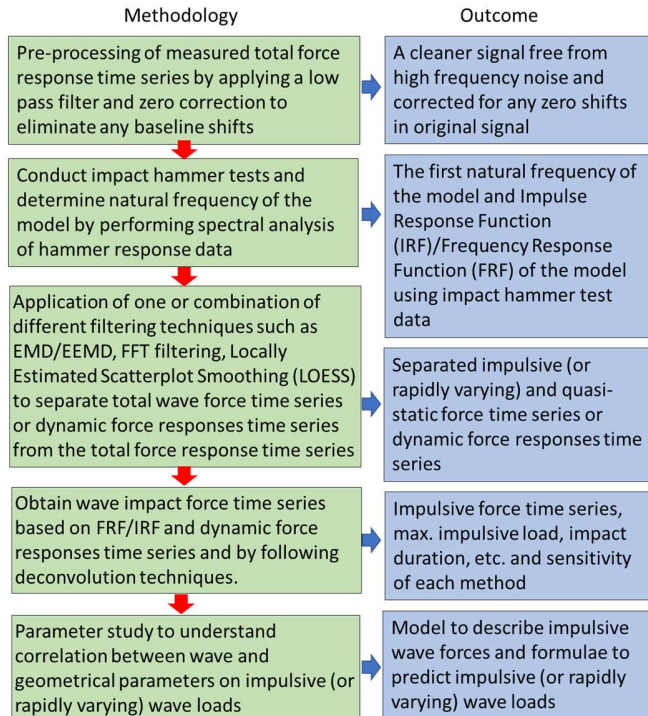 Methodology
Outcome
Pre-processing of measured total force
response time series by applying a low
pass filter and zero correction to
eliminate any baseline shifts
A cleaner signal free from
high frequency noise and
corrected for any zero shifts
in original signal
Conduct impact hammer tests and
determine natural frequency of the
model by performing spectral analysis
of hammer response data
The first natural frequency of
the model and Impulse
Response Function
(IRF)/Frequency Response
Function (FRF) of the model
using impact hammer test
data
Application of one or combination of
different filtering techniques such as
EMD/EEMD, FFT filtering, Locally
Estimated Scatterplot Smoothing (LOESS)
to separate total wave force time series
or dynamic force responses time series
from the total force response time series
Separated impulsive (or
rapidly varying) and quasi-
static force time series or
dynamic force responses time
series
Obtain wave impact force time series
based on FRF/IRF and dynamic force
responses time series and by following
deconvolution techniques.
Impulsive force time series,
max. impulsive load, impact
duration, etc. and sensitivity
of each method
Parameter study to understand
correlation between wave and
geometrical parameters on impulsive (or
rapidly varying) wave loads
Model to describe impulsive
wave forces and formulae to
predict impulsive (or rapidly
varying) wave loads